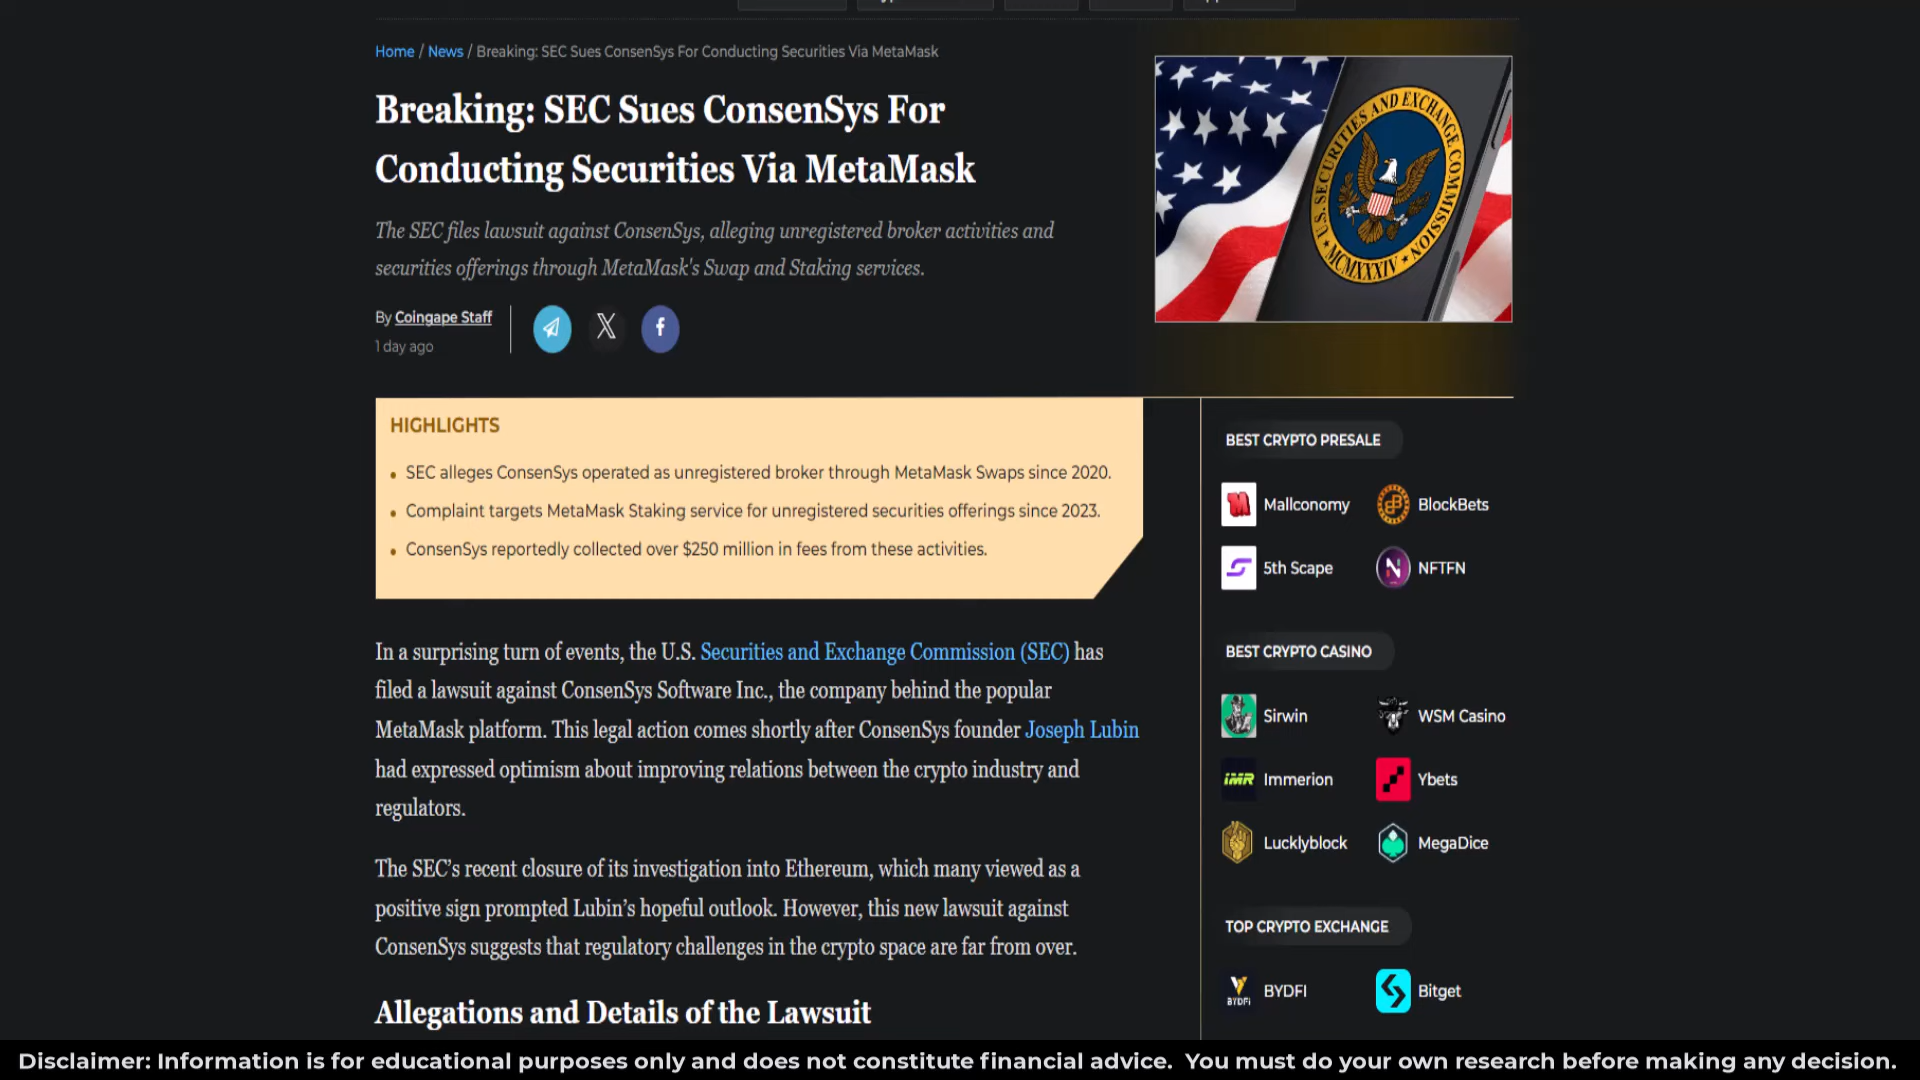 Home / News / Breaking: SEC Sues ConsenSys For Conducting Securities Via MetaMask
Breaking: SEC Sues ConsenSys For
Conducting Securities Via MetaMask
The SEC files lawsuit against ConsenSys, alleging unregistered broker activities and
securities offerings through MetaMask's Swap and Staking services.
By Coingape Staff
1 day ago
U.S. SECURITIES AND EXCHANGE COMMISSION
MCMXXXIV
HIGHLIGHTS
• SEC alleges ConsenSys operated as unregistered broker through MetaMask Swaps since 2020.
• Complaint targets MetaMask Staking service for unregistered securities offerings since 2023.
• ConsenSys reportedly collected over $250 million in fees from these activities.
In a surprising turn of events, the U.S. Securities and Exchange Commission (SEC) has
filed a lawsuit against ConsenSys Software Inc., the company behind the popular
MetaMask platform. This legal action comes shortly after ConsenSys founder Joseph Lubin
had expressed optimism about improving relations between the crypto industry and
regulators.
The SEC’s recent closure of its investigation into Ethereum, which many viewed as a
positive sign prompted Lubin’s hopeful outlook. However, this new lawsuit against
ConsenSys suggests that regulatory challenges in the crypto space are far from over.
Allegations and Details of the Lawsuit
BEST CRYPTO PRESALE
Mallconomy BlockBets
5th Scape NFTFN
BEST CRYPTO CASINO
Sirwin WSM Casino
IMR Immerion Ybets
Lucklyblock MegaDice
TOP CRYPTO EXCHANGE
BYDFi BYDFI Bitget
Disclaimer: Information is for educational purposes only and does not constitute financial advice. You must do your own research before making any decision.